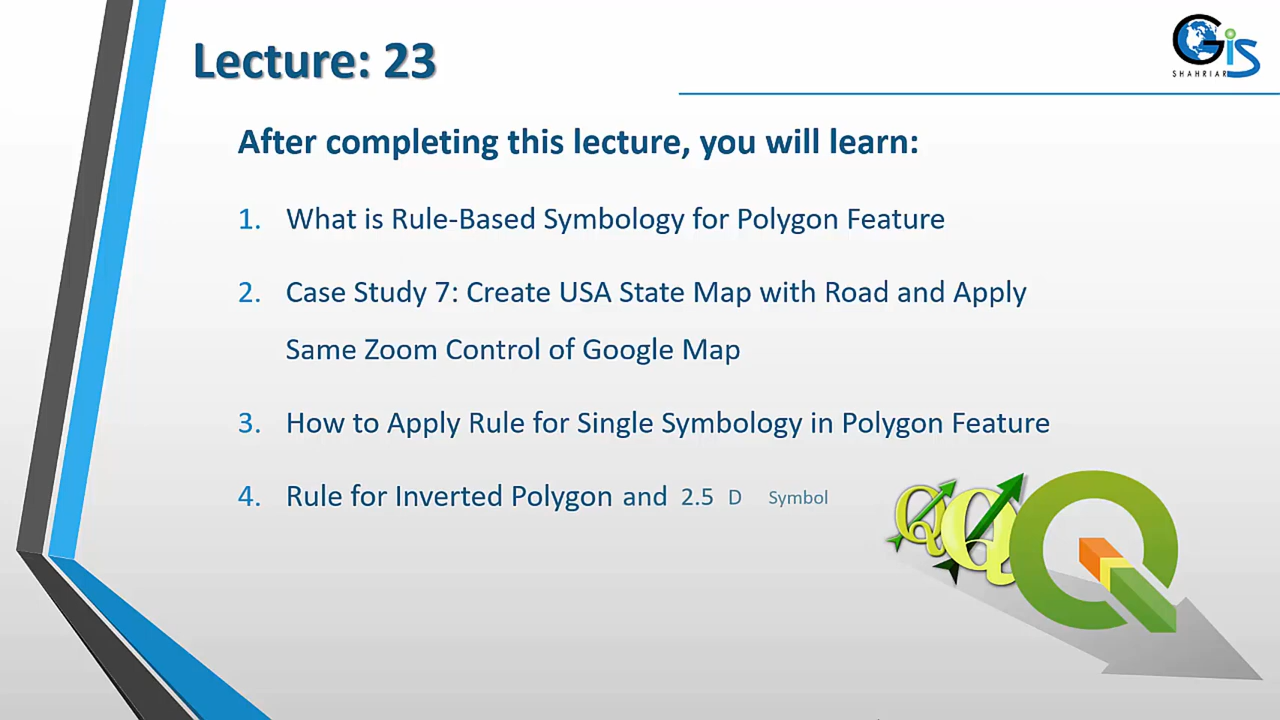 Lecture: 23
GiS
SHAHRIAR
After completing this lecture, you will learn:
1. What is Rule-Based Symbology for Polygon Feature
2. Case Study 7: Create USA State Map with Road and Apply
Same Zoom Control of Google Map
3. How to Apply Rule for Single Symbology in Polygon Feature
4. Rule for Inverted Polygon and 2.5 D Symbol